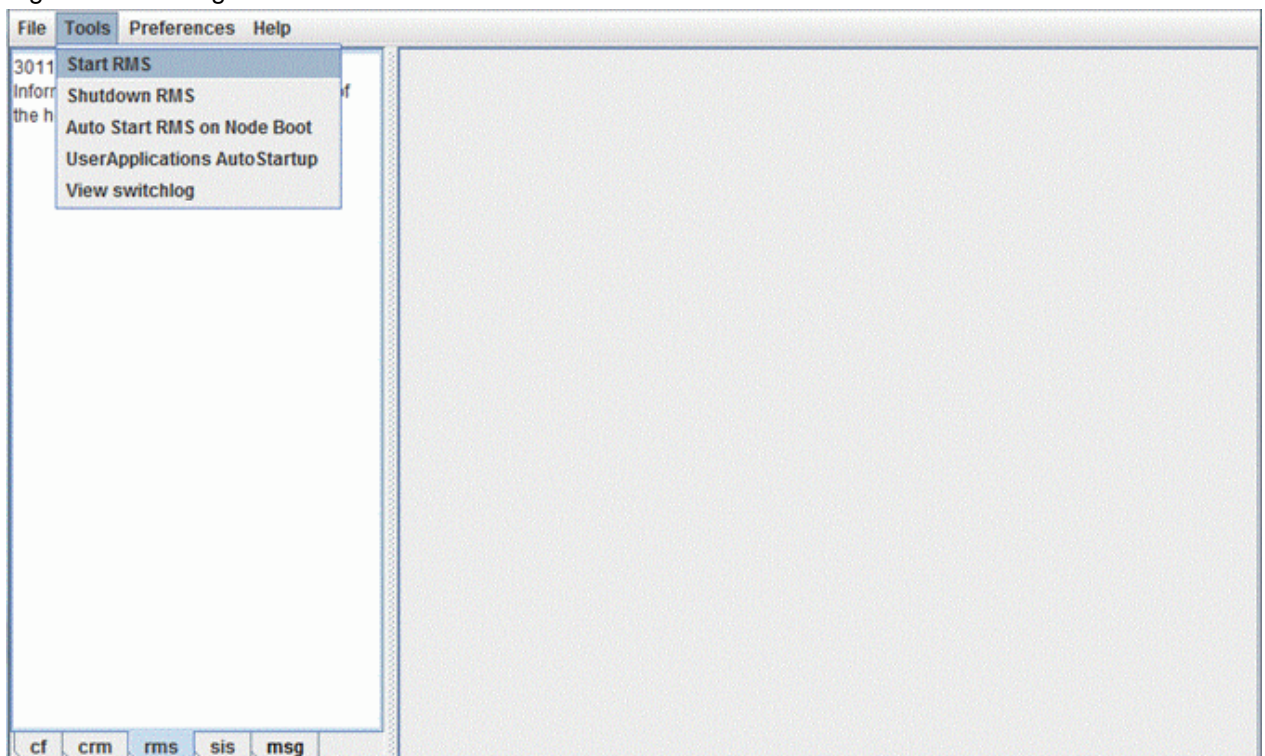 File Tools Preferences Help
3011
Start RMS
Shutdown RMS
the h
Auto Start RMS on Node Boot
UserApplications AutoStartup
View switchlog
cf crm rms sis msg